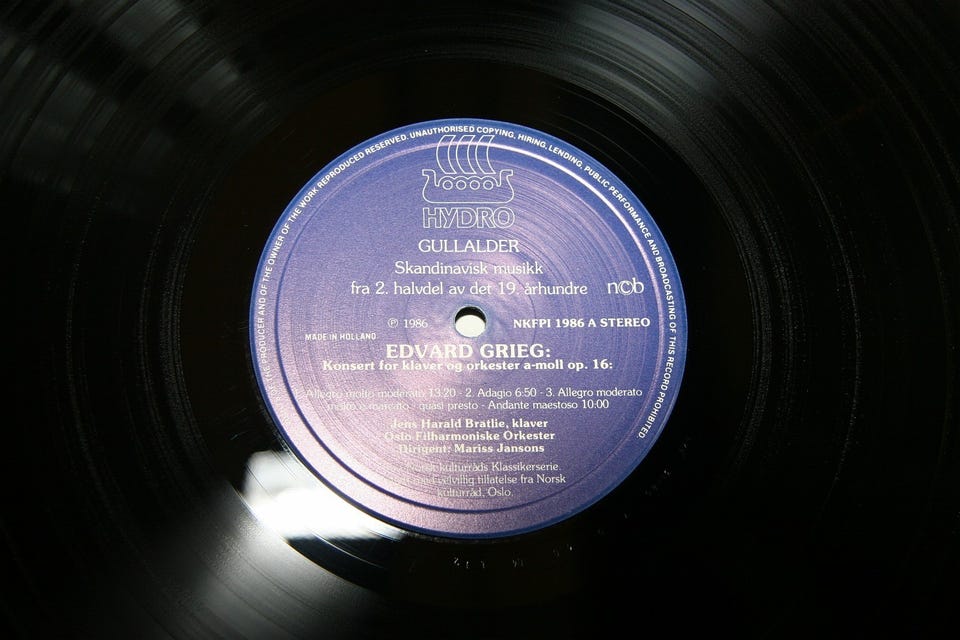 THE PRODUCER AND OF THE OWNER OF THE WORK REPRODUCED RESERVED. UNAUTHORISED COPYING, HIRING, LENDING, PUBLIC PERFORMANCE AND BROADCASTING OF THIS RECORD PROHIBITED
HYDRO
GULLALDER
Skandinavisk musikk
fra 2. halvdel av det 19. århundre
ncb
℗ 1986
NKFPI 1986 A STEREO
MADE IN HOLLAND
EDVARD GRIEG:
Konsert for klaver og orkester a-moll op. 16:
Allegro molto moderato 13:20 - 2. Adagio 6:50 - 3. Allegro moderato
molto e marcato - quasi presto - Andante maestoso 10:00
Jens Harald Bratlie, klaver
Oslo Filharmoniske Orkester
Dirigent: Mariss Jansons
Norsk kulturråds Klassikerserie.
med velvillig tillatelse fra Norsk
kulturråd, Oslo.